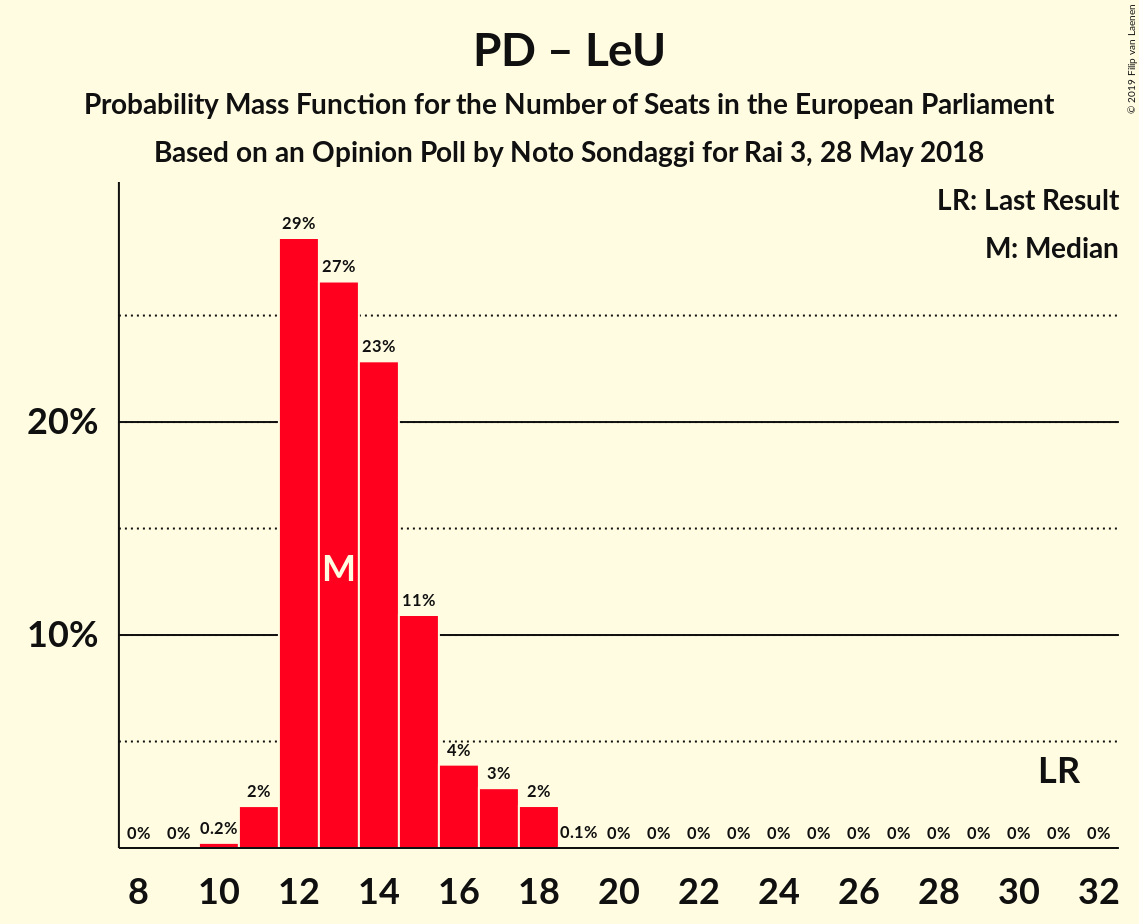 PD – LeU
Probability Mass Function for the Number of Seats in the European Parliament
Based on an Opinion Poll by Noto Sondaggi for Rai 3, 28 May 2018
© 2019 Filip van Laenen
LR: Last Result
M: Median
29%
27%
23%
20%
M
11%
10%
4%
3%
2%
2%
LR
0% 0% 0.2% 0.1% 0% 0% 0% 0% 0% 0% 0% 0% 0% 0% 0% 0% 0%
8 10 12 14 16 18 20 22 24 26 28 30 32